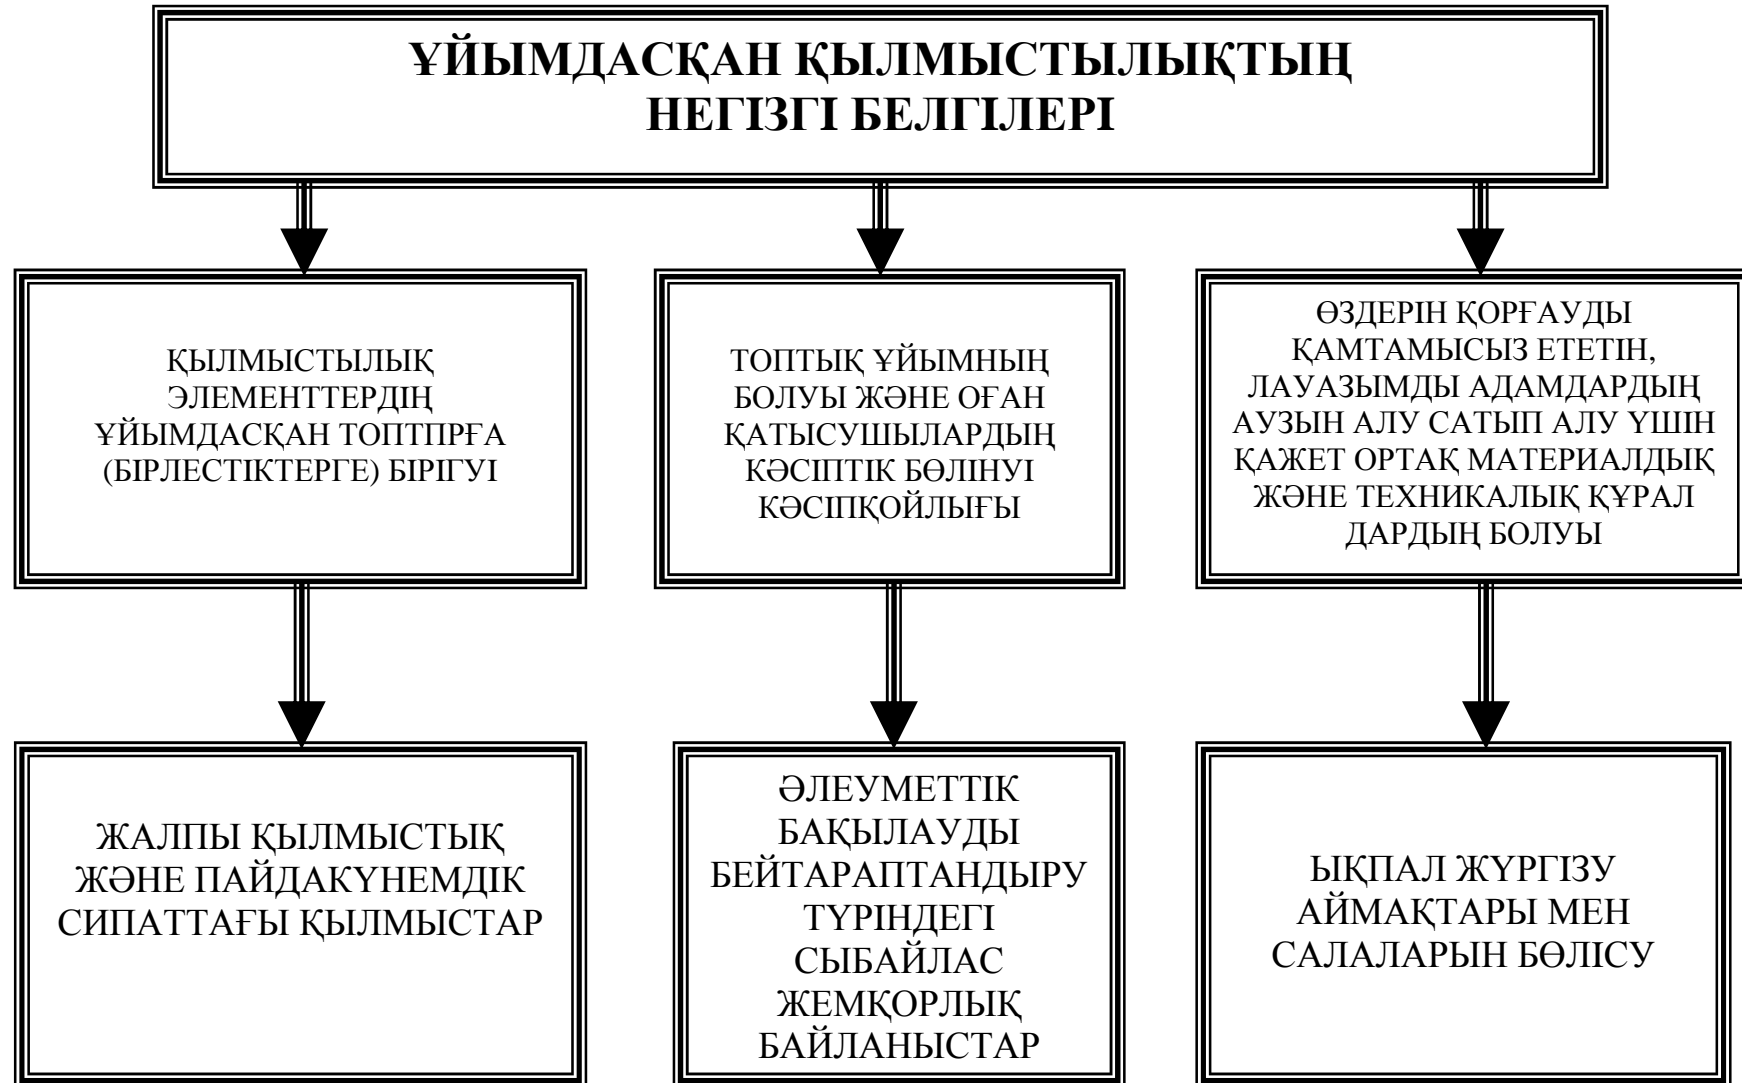 ҰЙЫМДАСҚАН ҚЫЛМЫСТЫЛЫҚТЫҢ
НЕГІЗГІ БЕЛГІЛЕРІ
ҚЫЛМЫСТЫЛЫҚ
ЭЛЕМЕНТТЕРДІҢ
ҰЙЫМДАСҚАН ТОПТПРҒА
(БІРЛЕСТІКТЕРГЕ) БІРІГУІ
ТОПТЫҚ ҰЙЫМНЫҢ
БОЛУЫ ЖӘНЕ ОҒАН
ҚАТЫСУШЫЛАРДЫҢ
КӘСІПТІК БӨЛІНУІ
КӘСІПҚОЙЛЫҒЫ
ӨЗДЕРІН ҚОРҒАУДЫ
ҚАМТАМЫСЫЗ ЕТЕТІН,
ЛАУАЗЫМДЫ АДАМДАРДЫҢ
АУЗЫН АЛУ САТЫП АЛУ ҮШІН
ҚАЖЕТ ОРТАҚ МАТЕРИАЛДЫҚ
ЖӘНЕ ТЕХНИКАЛЫҚ ҚҰРАЛ
ДАРДЫҢ БОЛУЫ
ЖАЛПЫ ҚЫЛМЫСТЫҚ
ЖӘНЕ ПАЙДАКҮНЕМДІК
СИПАТТАҒЫ ҚЫЛМЫСТАР
ӘЛЕУМЕТТІК
БАҚЫЛАУДЫ
БЕЙТАРАПТАНДЫРУ
ТҮРІНДЕГІ
СЫБАЙЛАС
ЖЕМҚОРЛЫҚ
БАЙЛАНЫСТАР
ЫҚПАЛ ЖҮРГІЗУ
АЙМАҚТАРЫ МЕН
САЛАЛАРЫН БӨЛІСУ